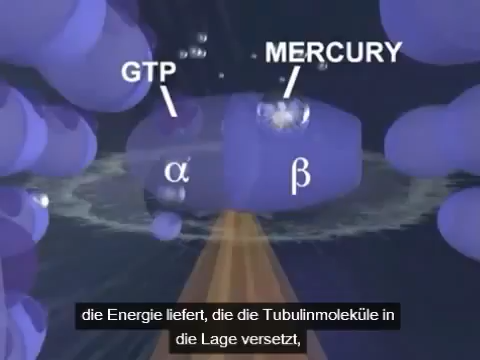 MERCURY
GTP
α
β
die Energie liefert, die die Tubulinmoleküle in
die Lage versetzt,